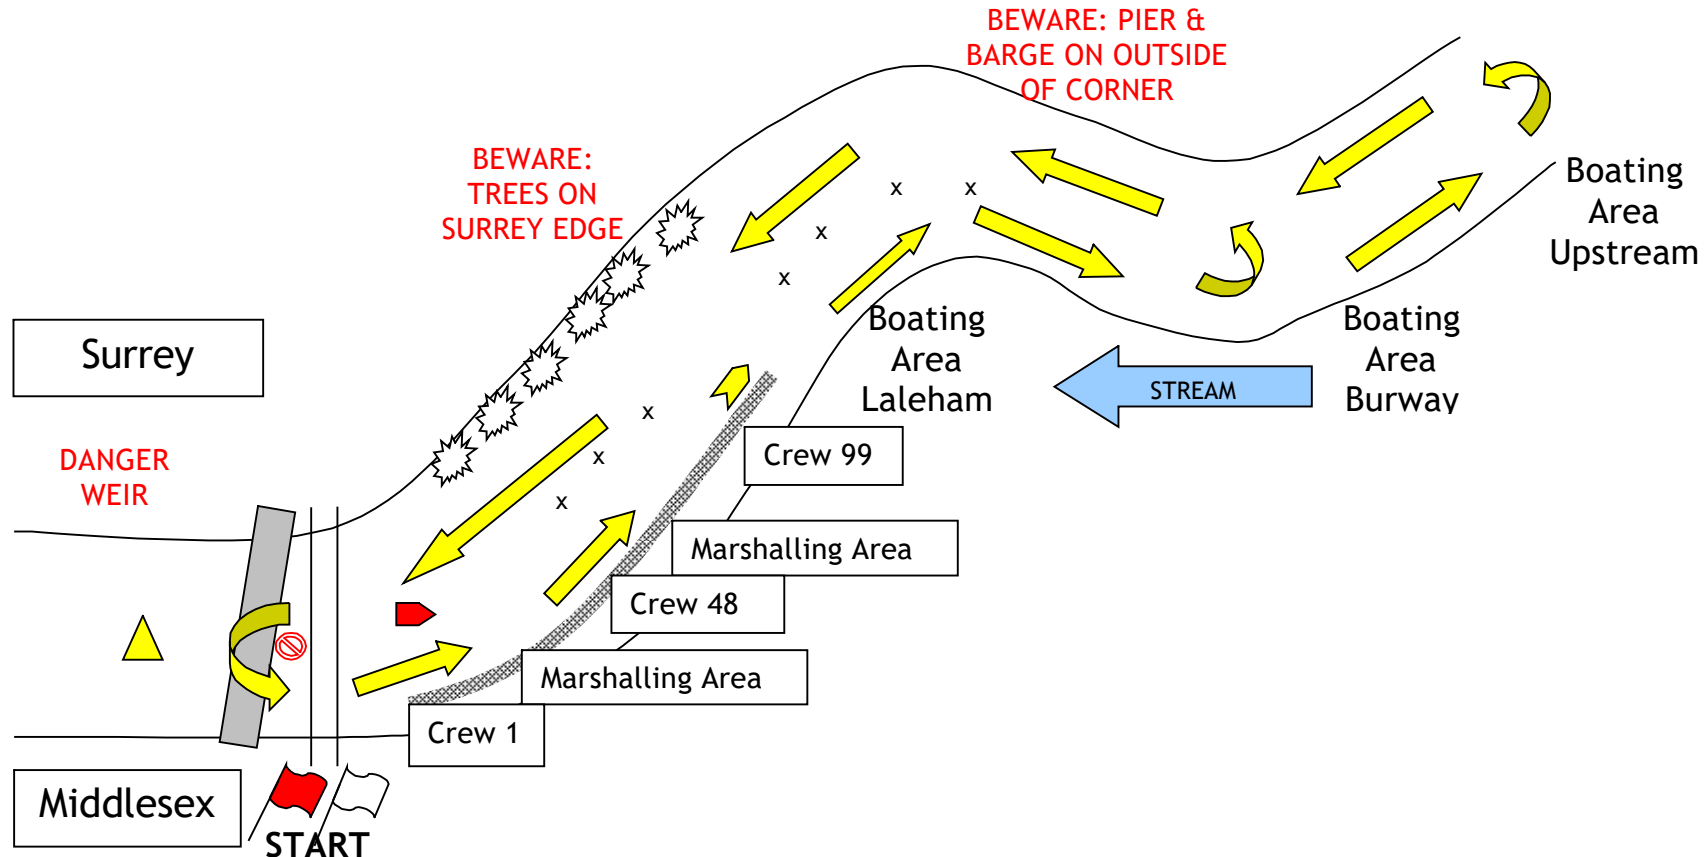 BEWARE: PIER &
BARGE ON OUTSIDE
OF CORNER
BEWARE:
TREES ON
SURREY EDGE
x
x
x
x
Boating
Area
Upstream
Surrey
Boating
Area
Laleham
Boating
Area
Burway
STREAM
x
x
x
DANGER
WEIR
Crew 99
Marshalling Area
Crew 48
Marshalling Area
Crew 1
Middlesex
START